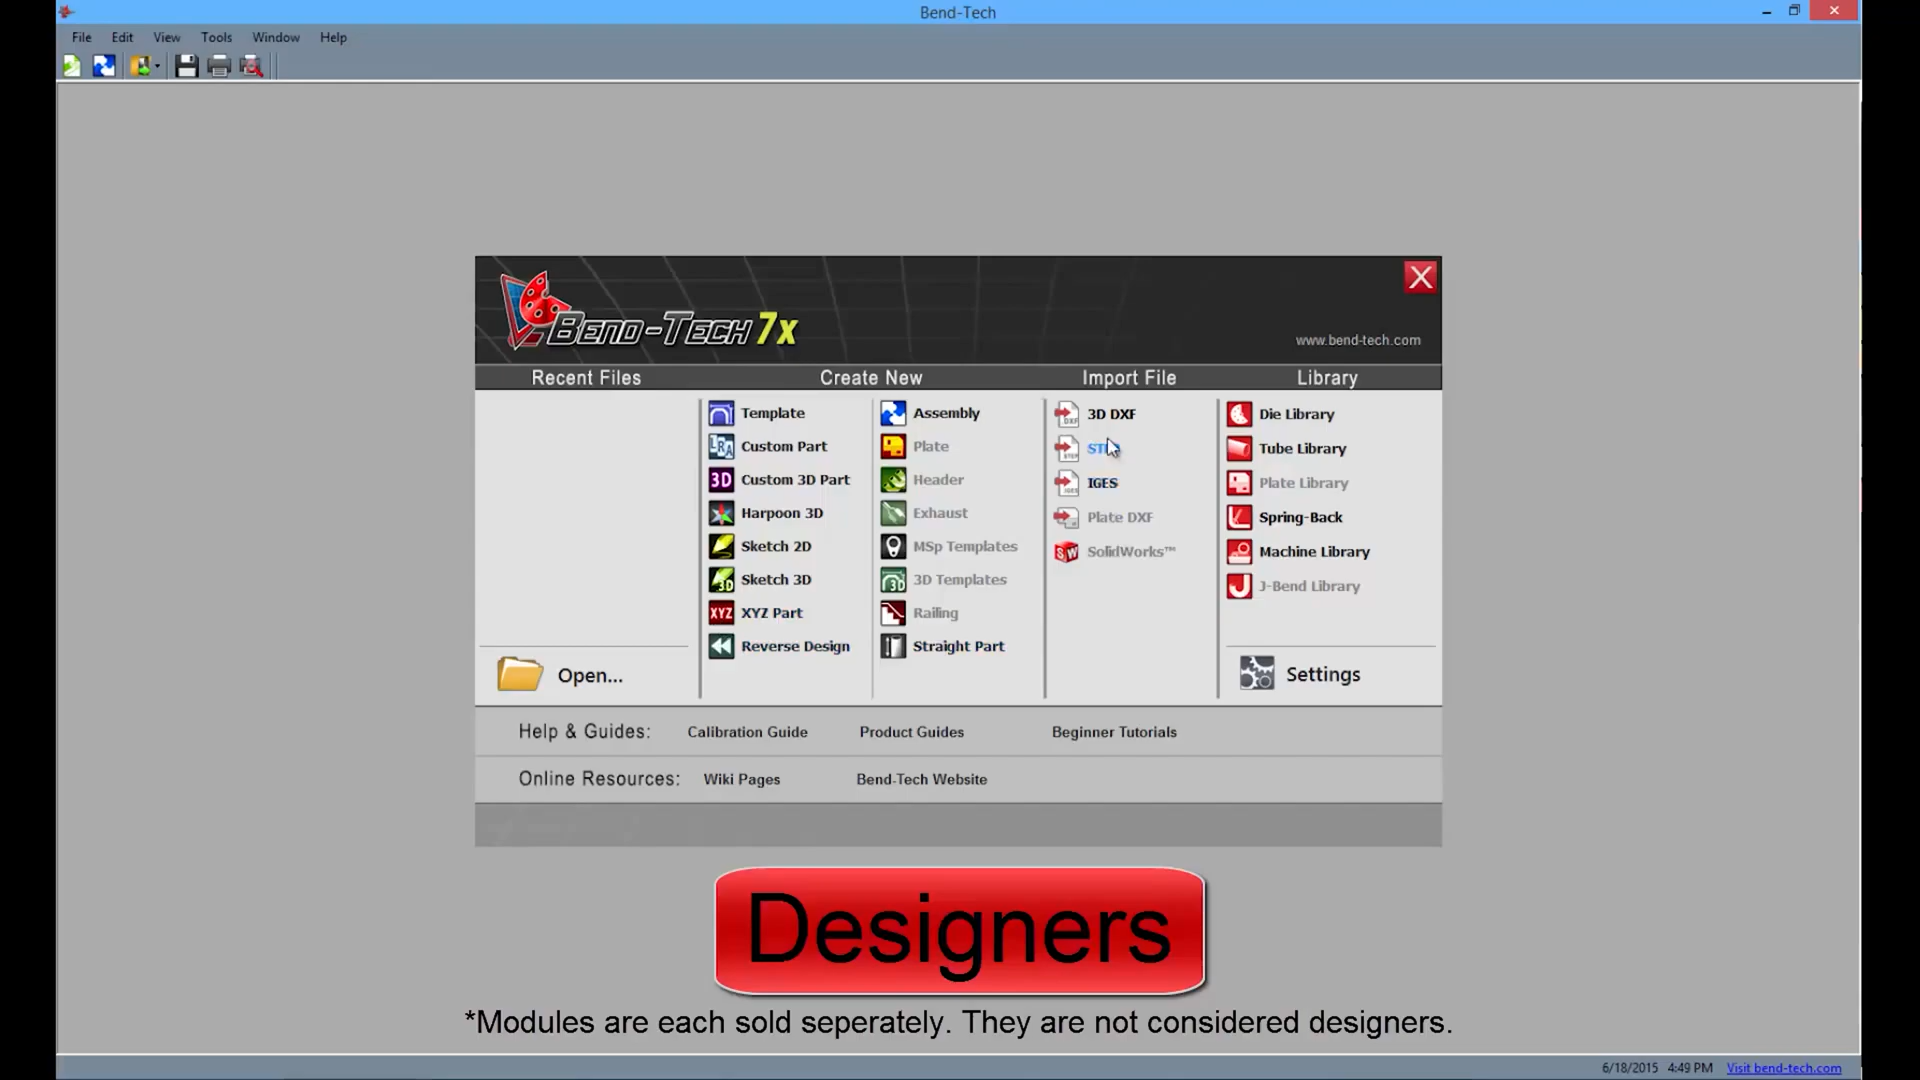 Bend-Tech
File Edit View Tools Window Help
BEND-TECH 7x
www.bend-tech.com
Recent Files Create New Import File Library
Template Assembly 3D DXF Die Library
Custom Part Plate Tube Library
Custom 3D Part Header IGES Plate Library
Harpoon 3D Exhaust Plate DXF Spring-Back
Sketch 2D MSp Templates SolidWorks™ Machine Library
Sketch 3D 3D Templates J-Bend Library
XYZ Part Railing
Reverse Design Straight Part
Open... Settings
Help & Guides: Calibration Guide Product Guides Beginner Tutorials
Online Resources: Wiki Pages Bend-Tech Website
Designers
*Modules are each sold seperately. They are not considered designers.
6/18/2015 4:49 PM Visit bend-tech.com